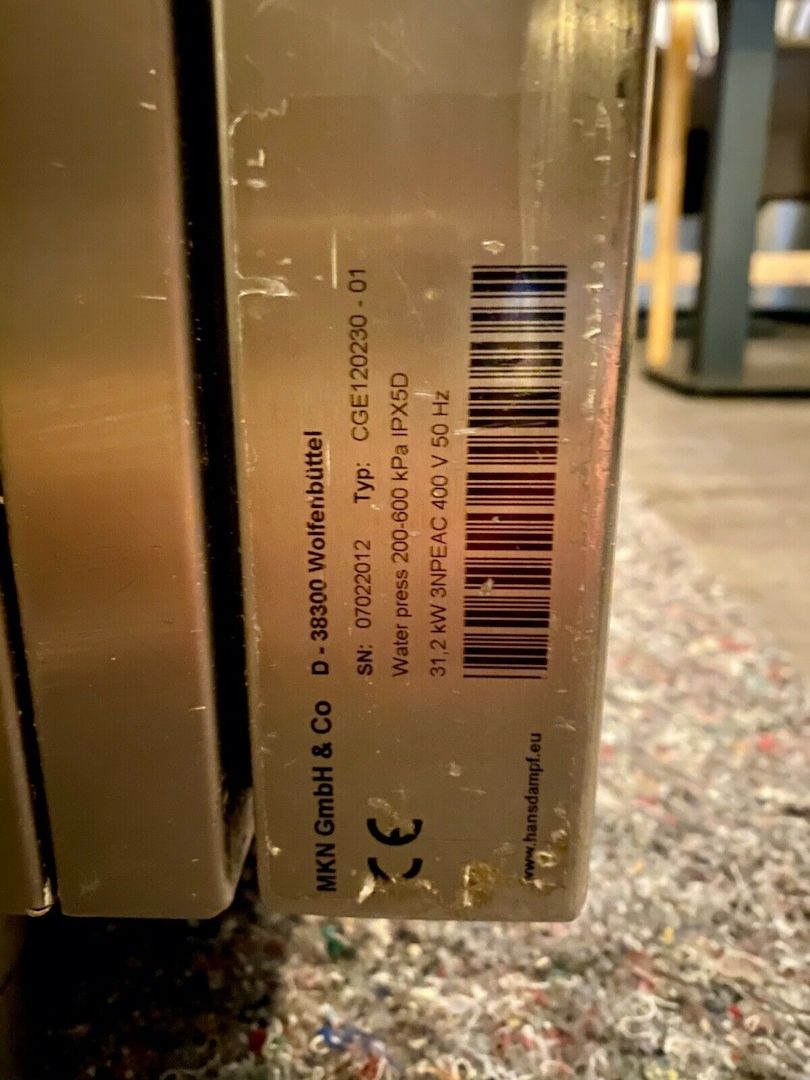 MKN GmbH & Co D - 38300 Wolfenbüttel
SN: 07022012 Typ: CGE120230 - 01
Water press 200-600 kPa IPX5D
31,2 kW 3NPEAC 400 V 50 Hz
CE
www.hansdampf.eu